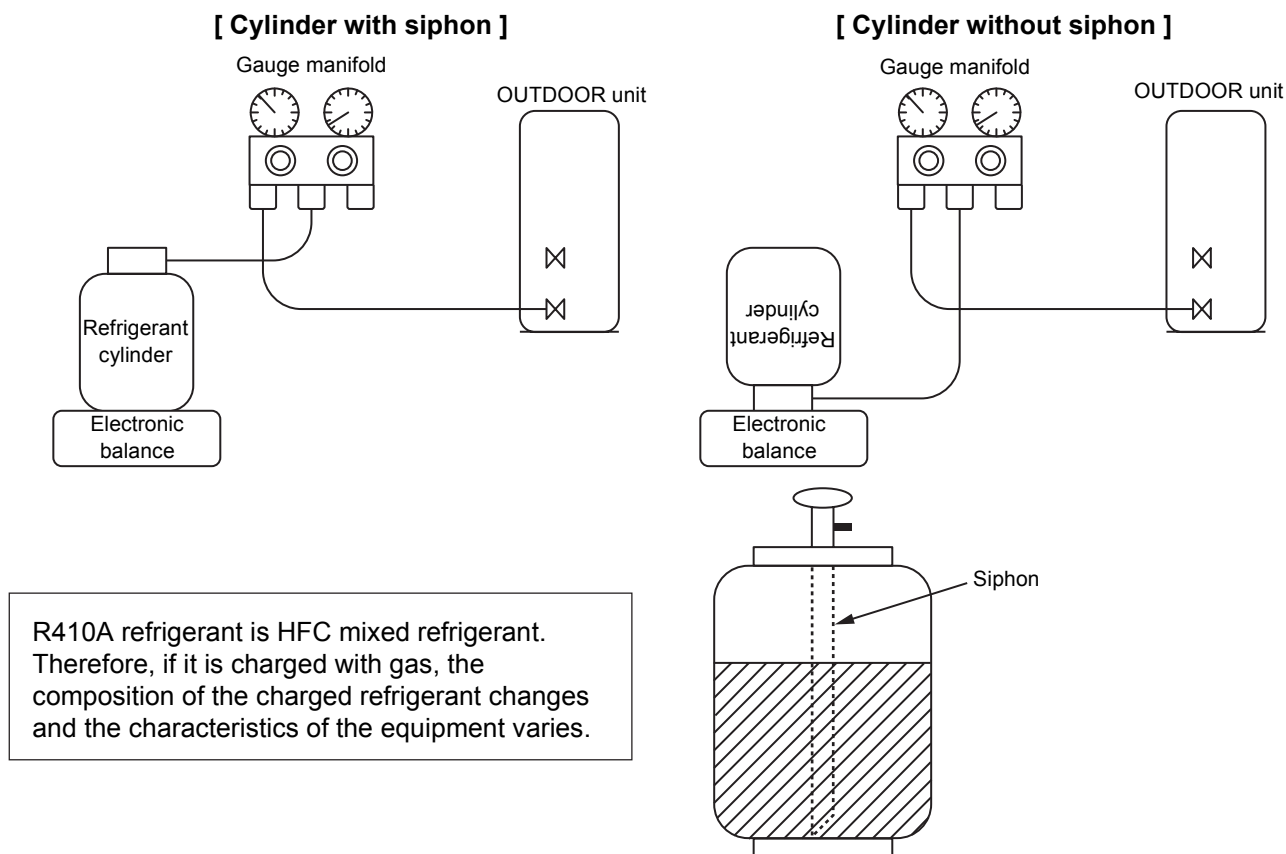 [ Cylinder with siphon ]
Gauge manifold
OUTDOOR unit
Refrigerant
cylinder
Electronic
balance
[ Cylinder without siphon ]
Gauge manifold
OUTDOOR unit
Refrigerant
cylinder
Electronic
balance
Siphon
R410A refrigerant is HFC mixed refrigerant.
Therefore, if it is charged with gas, the
composition of the charged refrigerant changes
and the characteristics of the equipment varies.